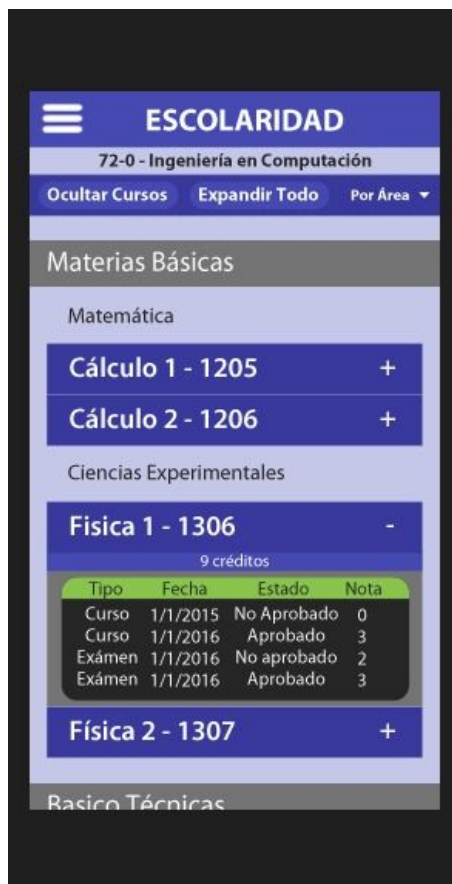 ESCOLARIDAD
72-0 - Ingeniería en Computación
Ocultar Cursos Expandir Todo Por Área
Materias Básicas
Matemática
Cálculo 1 - 1205 +
Cálculo 2 - 1206 +
Ciencias Experimentales
Fisica 1 - 1306 -
9 créditos
Tipo Fecha Estado Nota
Curso 1/1/2015 No Aprobado 0
Curso 1/1/2016 Aprobado 3
Exámen 1/1/2016 No aprobado 2
Exámen 1/1/2016 Aprobado 3
Física 2 - 1307 +
Basico Técnicas